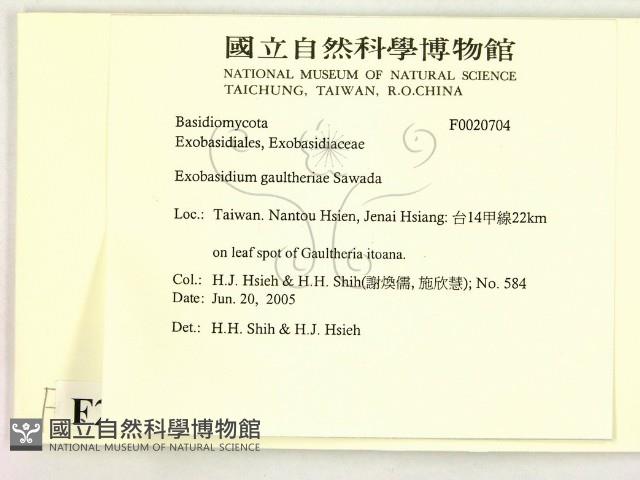 國立自然科學博物館
NATIONAL MUSEUM OF NATURAL SCIENCE
TAICHUNG, TAIWAN, R.O.CHINA
Basidiomycota F0020704
Exobasidiales, Exobasidiaceae
Exobasidium gaultheriae Sawada
Loc.: Taiwan. Nantou Hsien, Jenai Hsiang: 台14甲線22km
on leaf spot of Gaultheria itoana.
Col.: H.J. Hsieh & H.H. Shih(謝煥儒, 施欣慧); No. 584
Date: Jun. 20, 2005
Det.: H.H. Shih & H.J. Hsieh
國立自然科學博物館
NATIONAL MUSEUM OF NATURAL SCIENCE